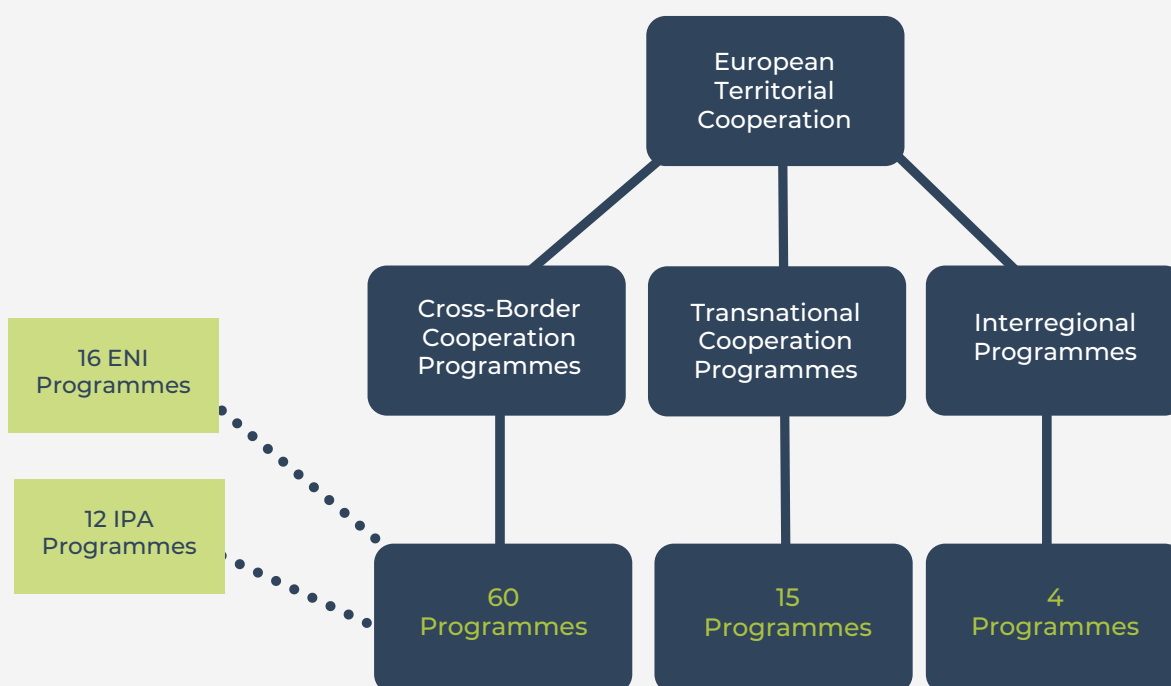 European
Territorial
Cooperation
Cross-Border
Cooperation
Programmes
Transnational
Cooperation
Programmes
Interregional
Programmes
16 ENI
Programmes
12 IPA
Programmes
60
Programmes
15
Programmes
4
Programmes